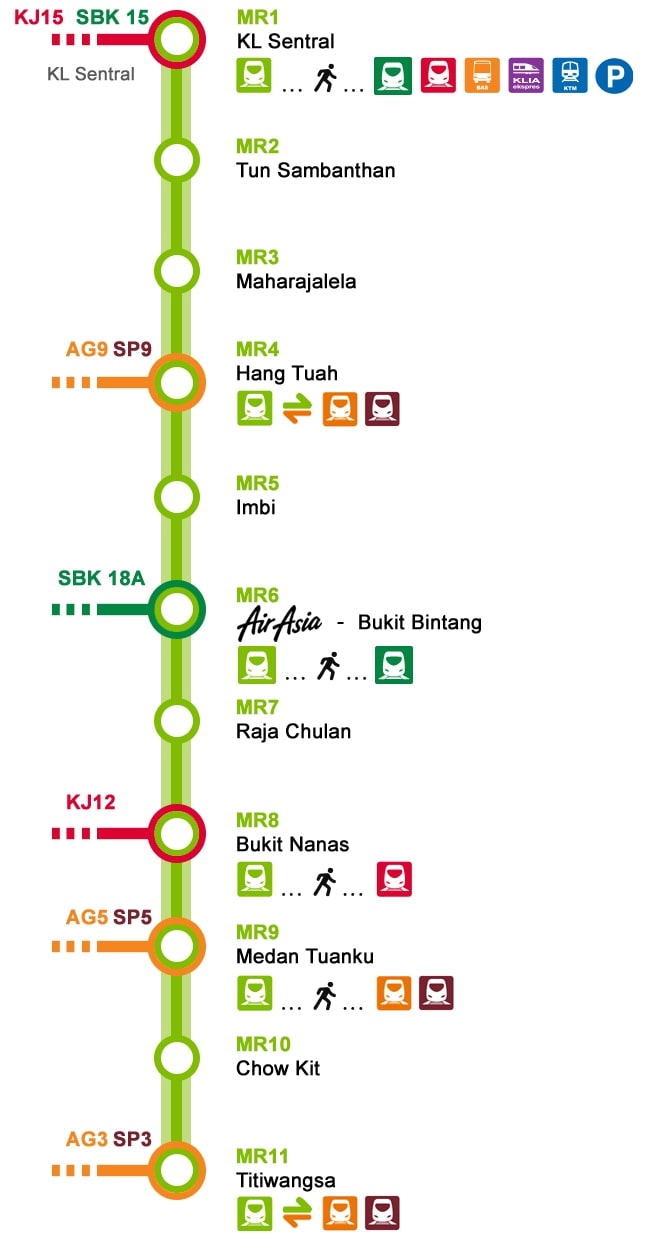 KJ15 SBK 15
KL Sentral
MR1
KL Sentral
... ...
BAS
KLIA
ekspres
KTM
P
MR2
Tun Sambanthan
MR3
Maharajalela
AG9 SP9
MR4
Hang Tuah
MR5
Imbi
SBK 18A
MR6
AirAsia - Bukit Bintang
... ...
MR7
Raja Chulan
KJ12
MR8
Bukit Nanas
... ...
AG5 SP5
MR9
Medan Tuanku
... ...
MR10
Chow Kit
AG3 SP3
MR11
Titiwangsa